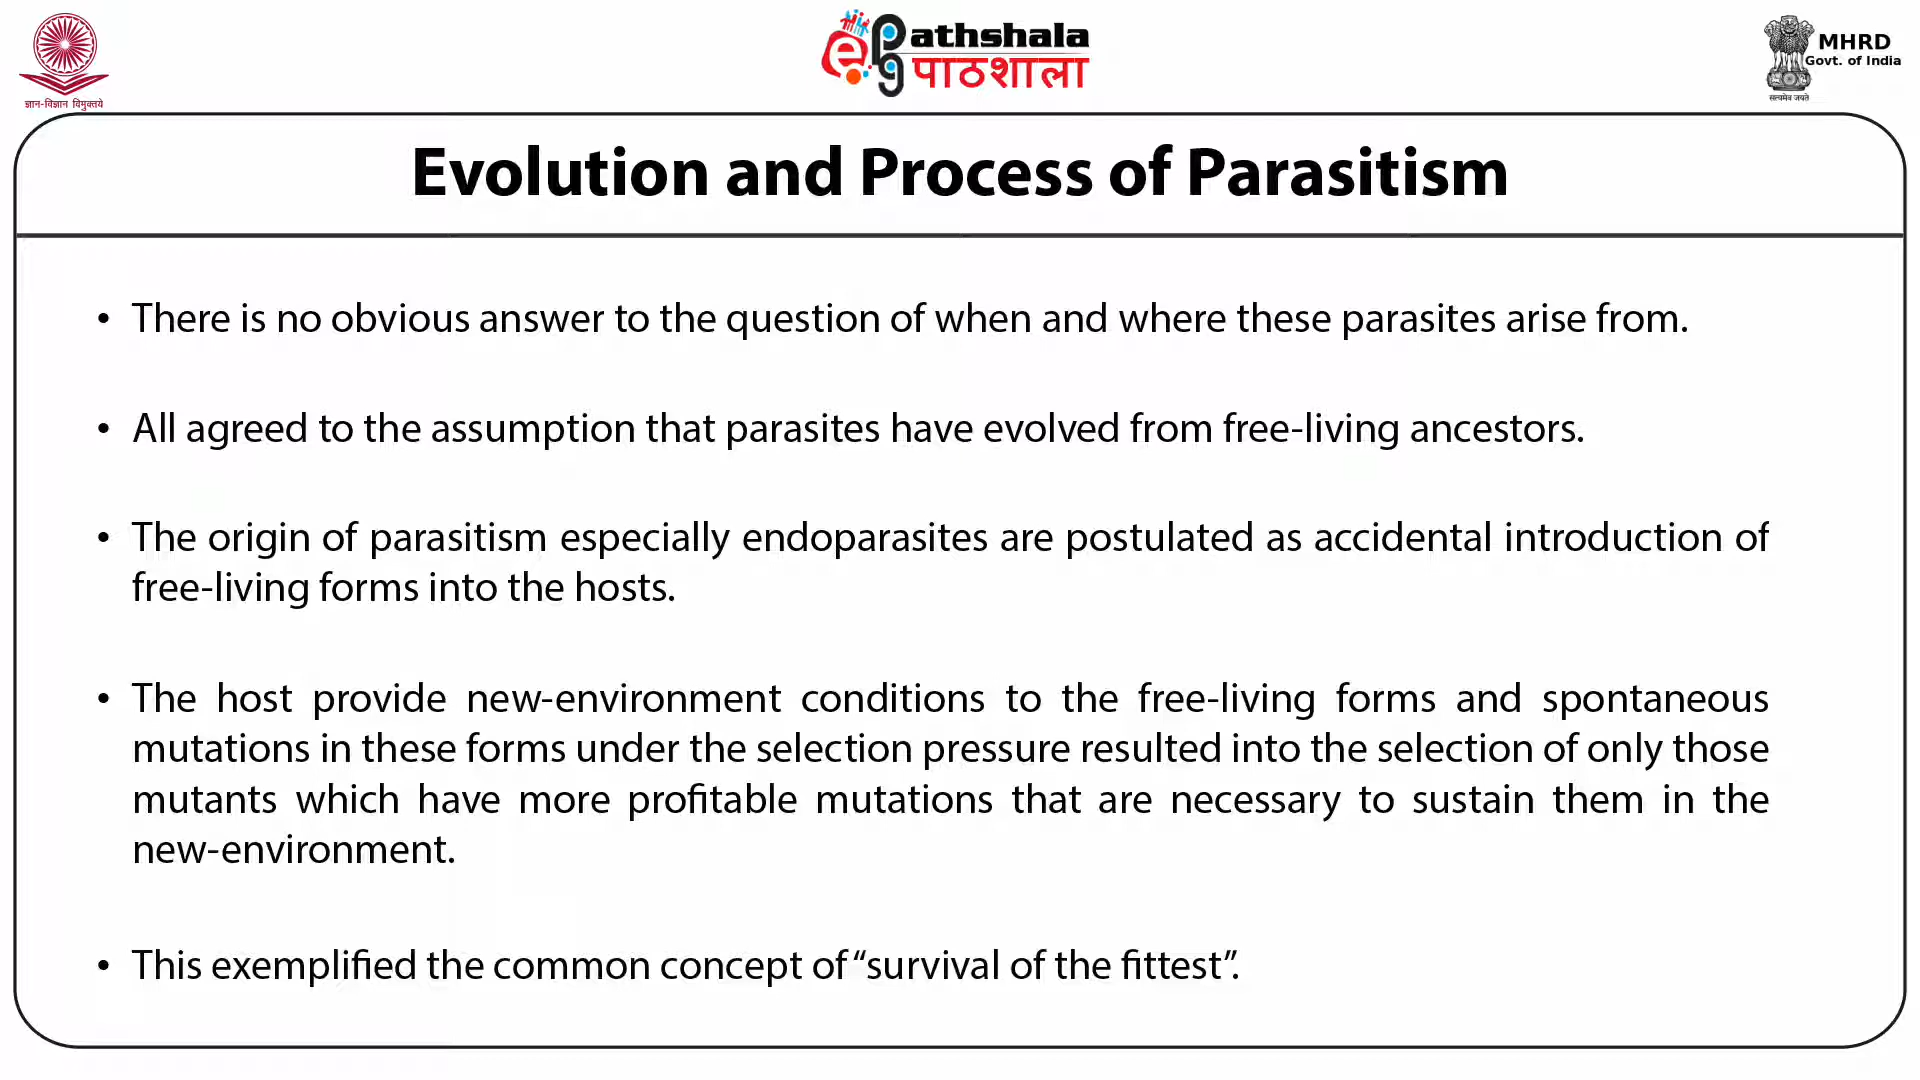 ज्ञान-विज्ञान विमुक्तये
ePathshala
पाठशाला
MHRD
Govt. of India
सत्यमेव जयते
Evolution and Process of Parasitism
• There is no obvious answer to the question of when and where these parasites arise from.
• All agreed to the assumption that parasites have evolved from free-living ancestors.
• The origin of parasitism especially endoparasites are postulated as accidental introduction of
free-living forms into the hosts.
• The host provide new-environment conditions to the free-living forms and spontaneous
mutations in these forms under the selection pressure resulted into the selection of only those
mutants which have more profitable mutations that are necessary to sustain them in the
new-environment.
• This exemplified the common concept of “survival of the fittest”.